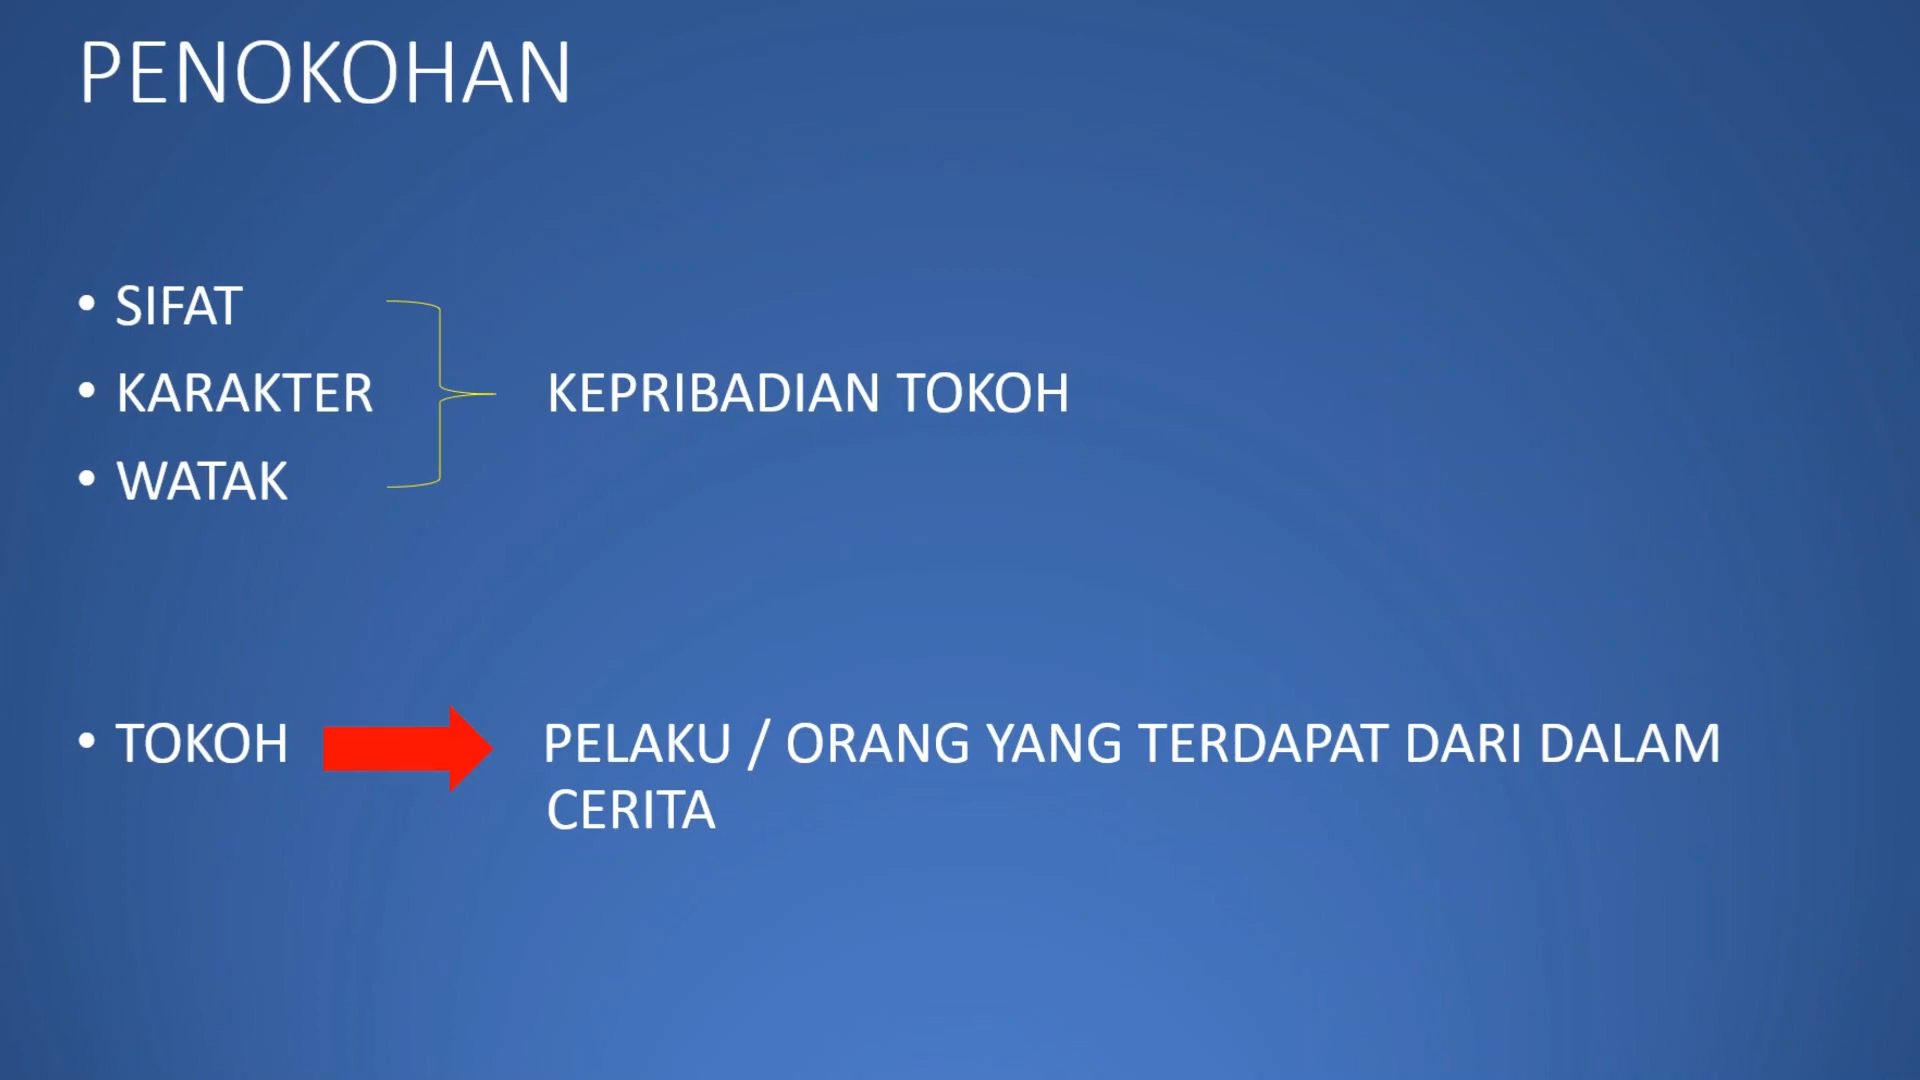 PENOKOHAN
• SIFAT
• KARAKTER
KEPRIBADIAN TOKOH
• WATAK
• TOKOH
PELAKU / ORANG YANG TERDAPAT DARI DALAM
CERITA